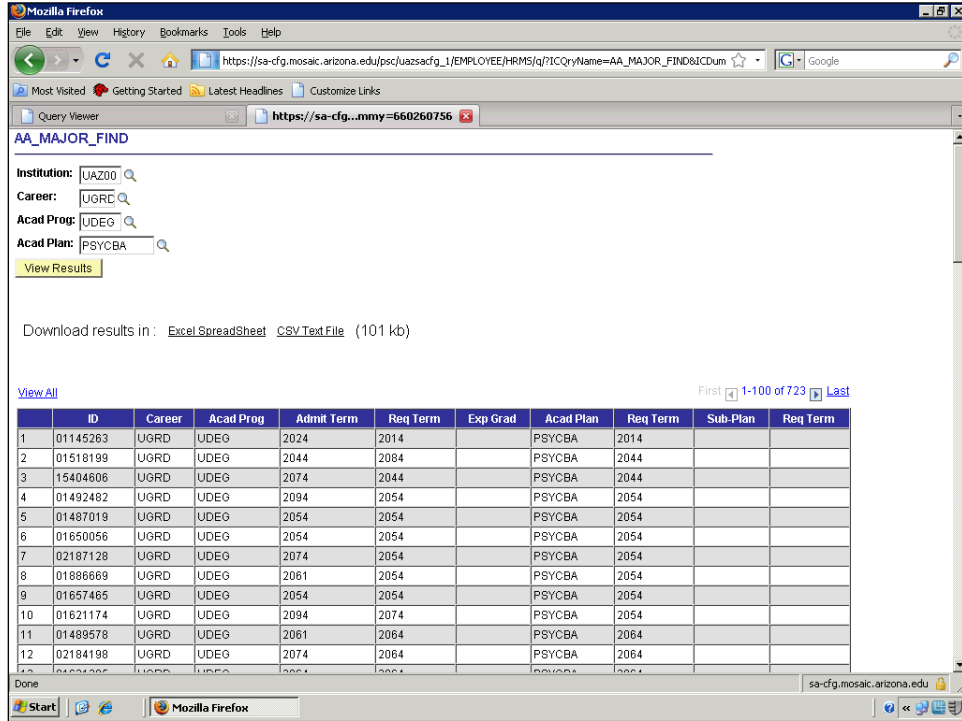 Mozilla Firefox
File Edit View History Bookmarks Tools Help
https://sa-cfg.mosaic.arizona.edu/psc/uazsacfg_1/EMPLOYEE/HRMS/q/?ICQryName=AA_MAJOR_FIND&ICDum Google
Most Visited Getting Started Latest Headlines Customize Links
Query Viewer https://sa-cfg...mmy=660260756
AA_MAJOR_FIND
Institution: UAZ00
Career: UGRD
Acad Prog: UDEG
Acad Plan: PSYCBA
View Results
Download results in : Excel SpreadSheet CSV Text File (101 kb)
View All First 1-100 of 723 Last
ID Career Acad Prog Admit Term Req Term Exp Grad Acad Plan Req Term Sub-Plan Req Term
1 01145263 UGRD UDEG 2024 2014 PSYCBA 2014
2 01518199 UGRD UDEG 2044 2084 PSYCBA 2044
3 15404606 UGRD UDEG 2074 2044 PSYCBA 2044
4 01492482 UGRD UDEG 2094 2054 PSYCBA 2054
5 01487019 UGRD UDEG 2054 2054 PSYCBA 2054
6 01650056 UGRD UDEG 2054 2054 PSYCBA 2054
7 02187128 UGRD UDEG 2074 2054 PSYCBA 2054
8 01886669 UGRD UDEG 2061 2054 PSYCBA 2054
9 01657465 UGRD UDEG 2054 2054 PSYCBA 2054
10 01621174 UGRD UDEG 2094 2074 PSYCBA 2054
11 01489578 UGRD UDEG 2061 2064 PSYCBA 2064
12 02184198 UGRD UDEG 2074 2064 PSYCBA 2064
Done sa-cfg.mosaic.arizona.edu
Start Mozilla Firefox